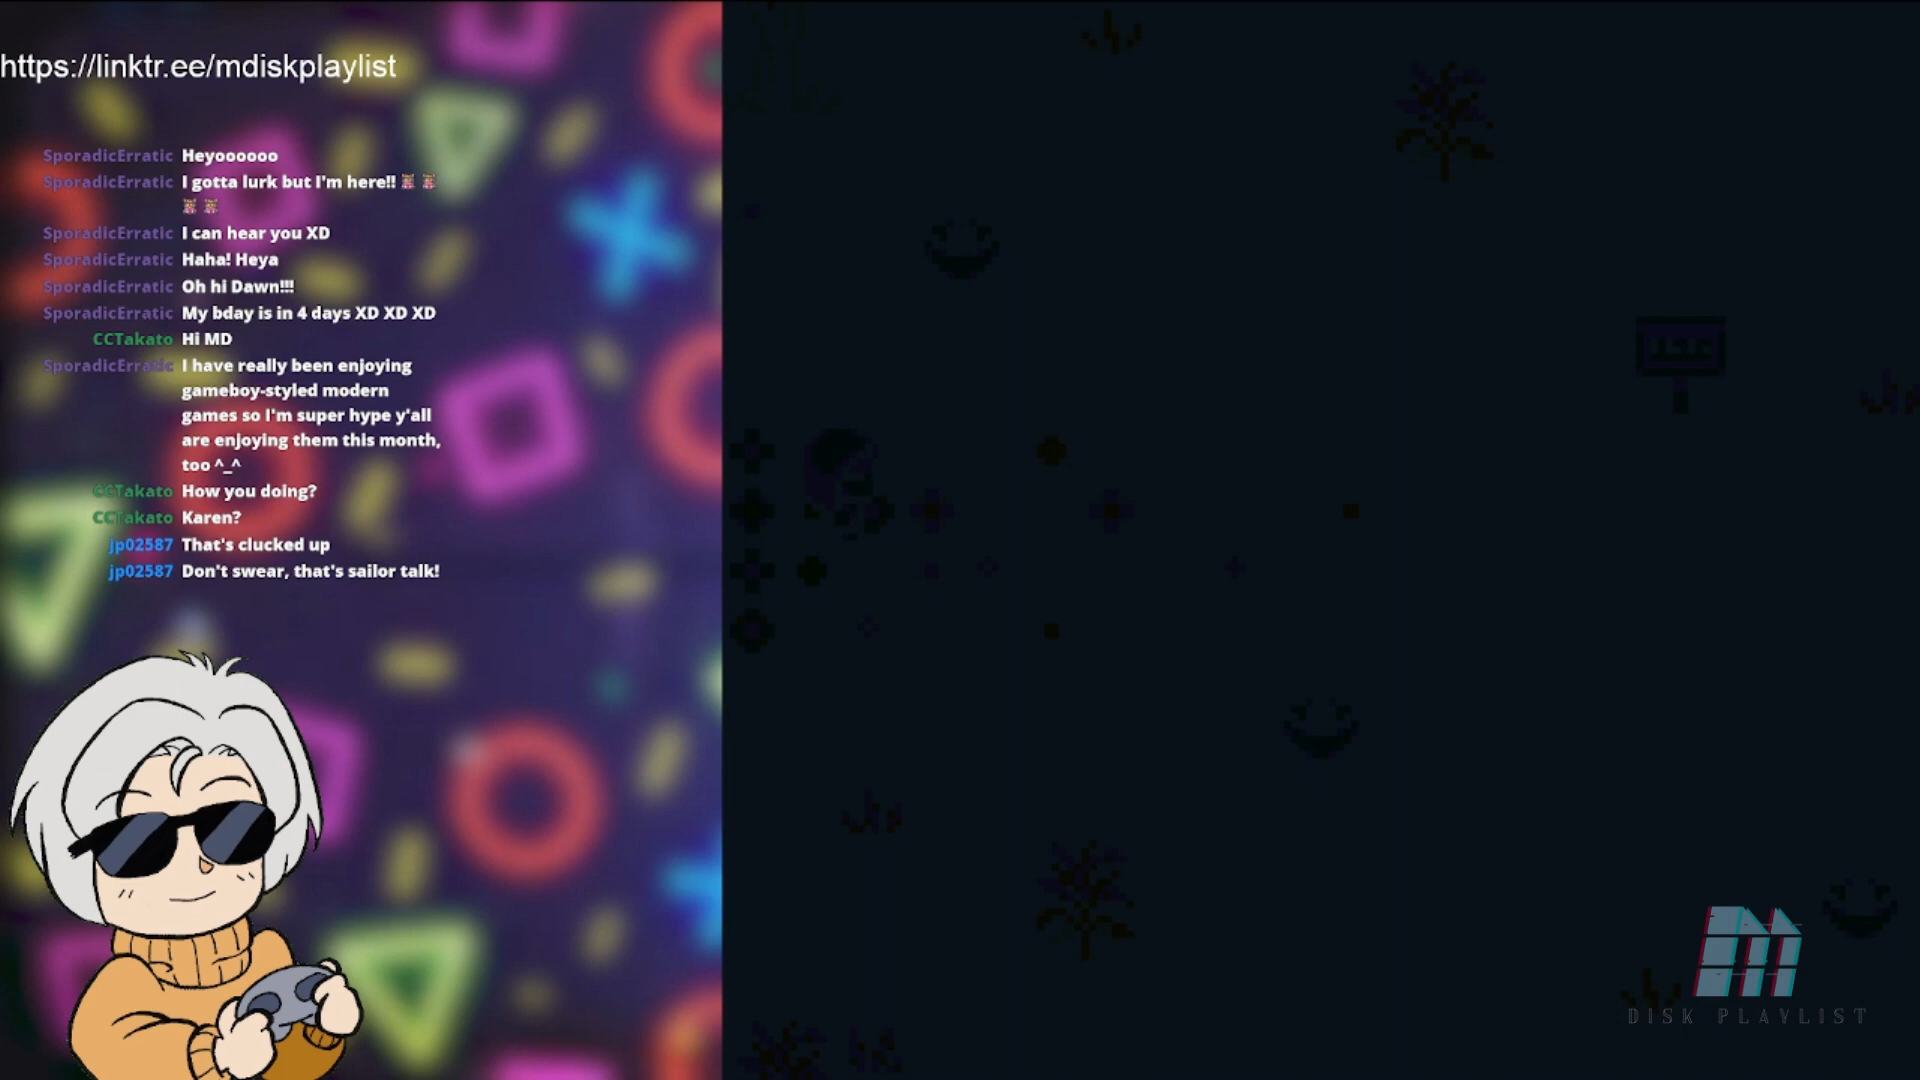 https://linktr.ee/mdiskplaylist
SporadicErratic Heyoooooo
SporadicErratic I gotta lurk but I'm here!!
SporadicErratic I can hear you XD
SporadicErratic Haha! Heya
SporadicErratic Oh hi Dawn!!!
SporadicErratic My bday is in 4 days XD XD XD
CCTakato Hi MD
SporadicErratic I have really been enjoying
gameboy-styled modern
games so I'm super hype y'all
are enjoying them this month,
too ^_^
CCTakato How you doing?
CCTakato Karen?
jp02587 That's clucked up
jp02587 Don't swear, that's sailor talk!
DISK PLAYLIST